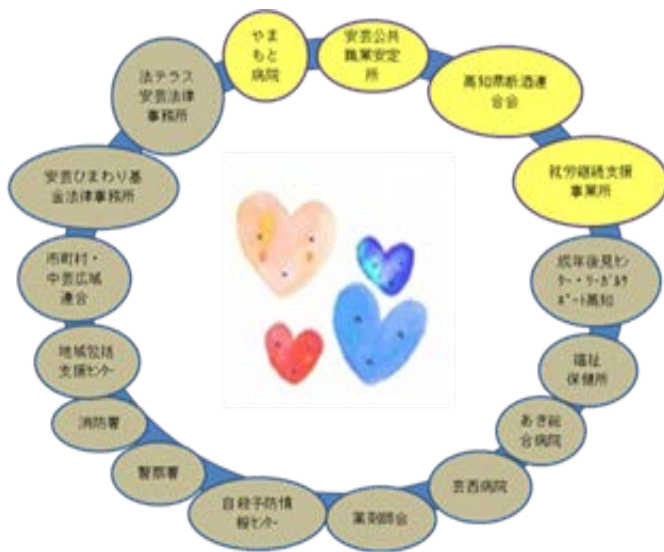 やま
もと
病院
安芸公共
職業安定
所
高知県断酒連
合会
就労継続支援
事業所
成年後見ｾﾝ
ﾀｰ・ﾘｰｶﾞﾙｻ
ﾎﾟｰﾄ高知
福祉
保健所
あき総
合病院
芸西病院
薬剤師会
自殺予防情
報ｾﾝﾀｰ
警察署
消防署
地域包括
支援ｾﾝﾀｰ
市町村・
中芸広域
連合
安芸ひまわり基
金法律事務所
法テラス
安芸法律
事務所